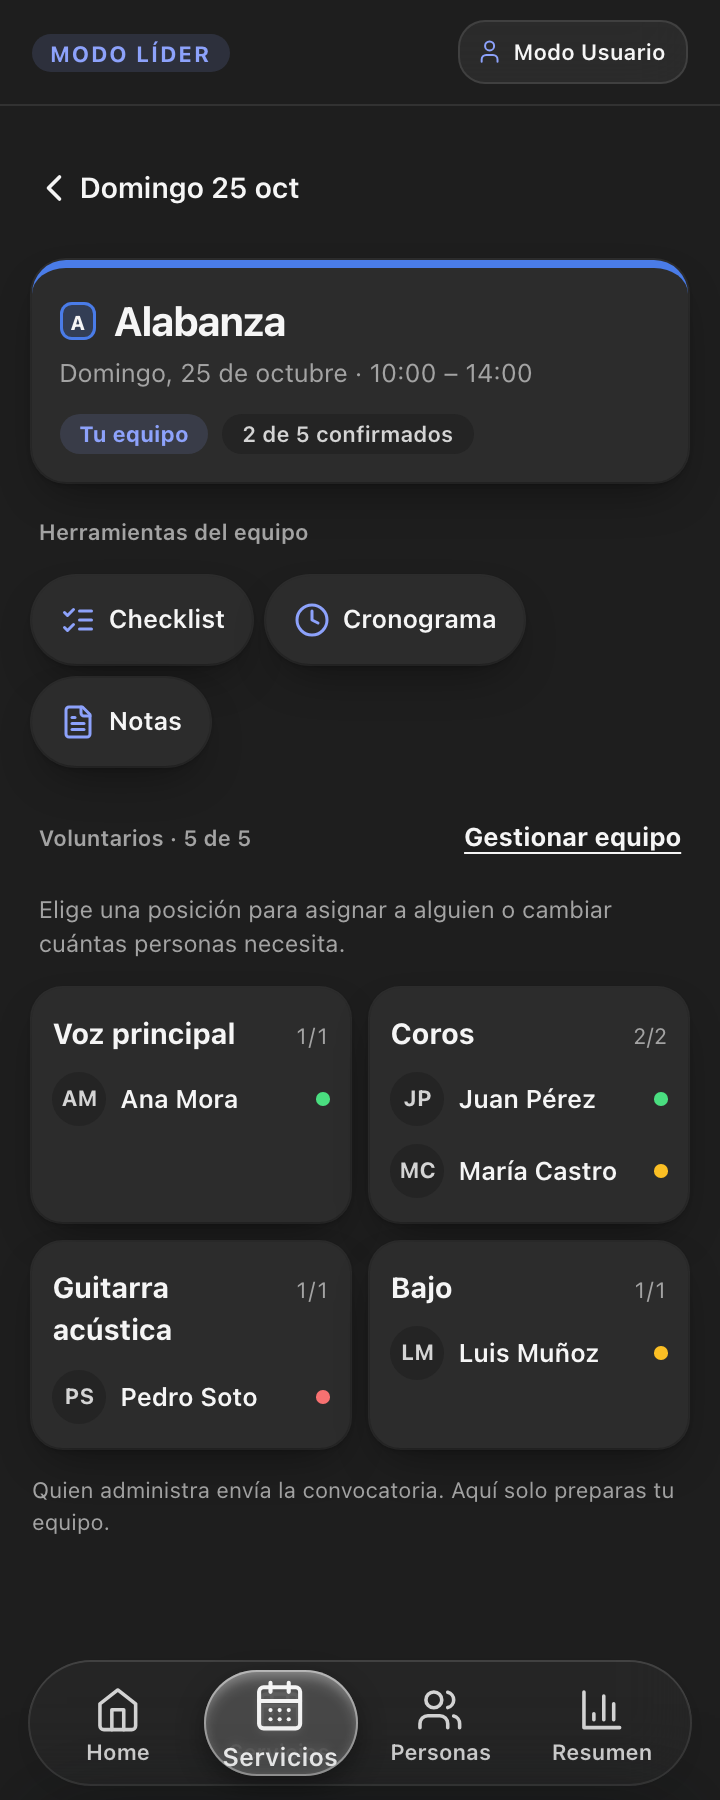 MODO LÍDER
Modo Usuario
Domingo 25 oct
A Alabanza
Domingo, 25 de octubre · 10:00 – 14:00
Tu equipo
2 de 5 confirmados
Herramientas del equipo
Checklist
Cronograma
Notas
Voluntarios · 5 de 5
Gestionar equipo
Elige una posición para asignar a alguien o cambiar
cuántas personas necesita.
Voz principal 1/1
AM Ana Mora
Coros 2/2
JP Juan Pérez
MC María Castro
Guitarra 1/1
acústica
PS Pedro Soto
Bajo 1/1
LM Luis Muñoz
Quien administra envía la convocatoria. Aquí solo preparas tu
equipo.
Home
Servicios
Personas
Resumen